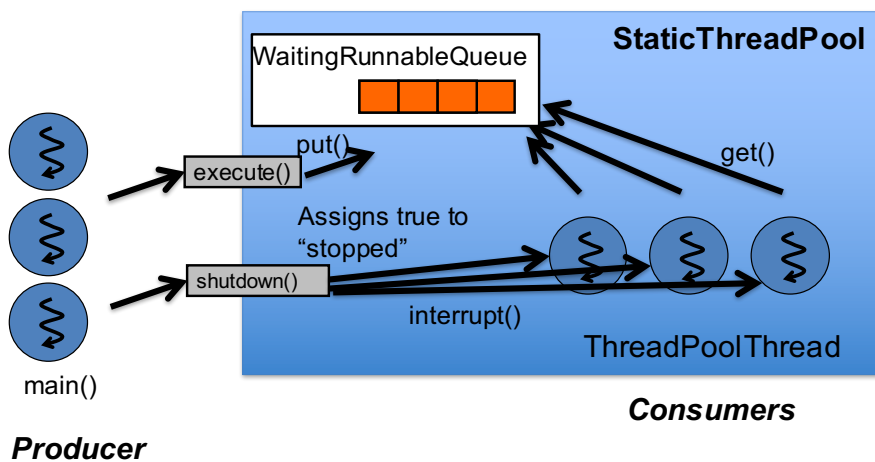 StaticThreadPool
WaitingRunnableQueue
put()
execute()
get()
Assigns true to
“stopped”
shutdown()
interrupt()
ThreadPoolThread
main()
Consumers
Producer